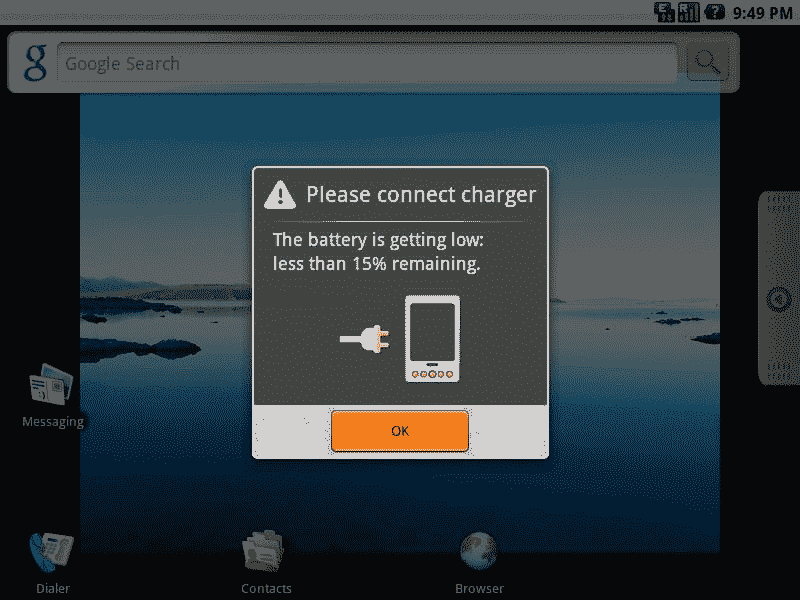 9:49 PM
g
Google Search
Please connect charger
The battery is getting low:
less than 15% remaining.
OK
Messaging
Dialer
Contacts
Browser